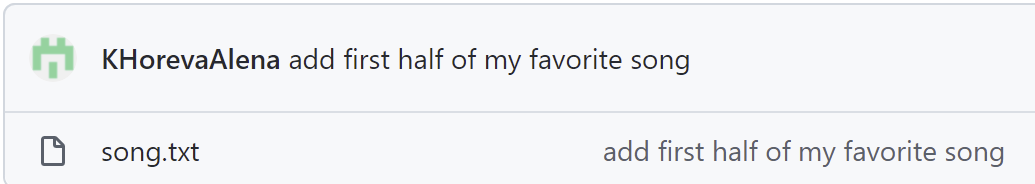 KHorevaAlena add first half of my favorite song
song.txt add first half of my favorite song